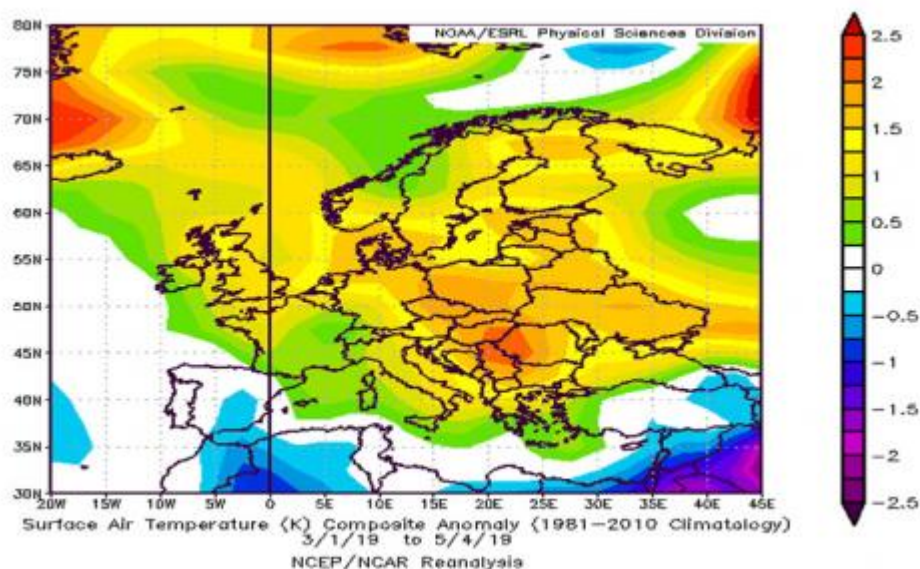 NOAA/ESRL Physical Sciences Division
80N
75N
70N
65N
60N
55N
50N
45N
40N
35N
30N
20W 15W 10W 5W 0 5E 10E 15E 20E 25E 30E 35E 40E 45E
2.5
2
1.5
1
0.5
0
-0.5
-1
-1.5
-2
-2.5
Surface Air Temperature (K) Composite Anomaly (1981-2010 Climatology)
3/1/19 to 5/4/19
NCEP/NCAR Reanalysis